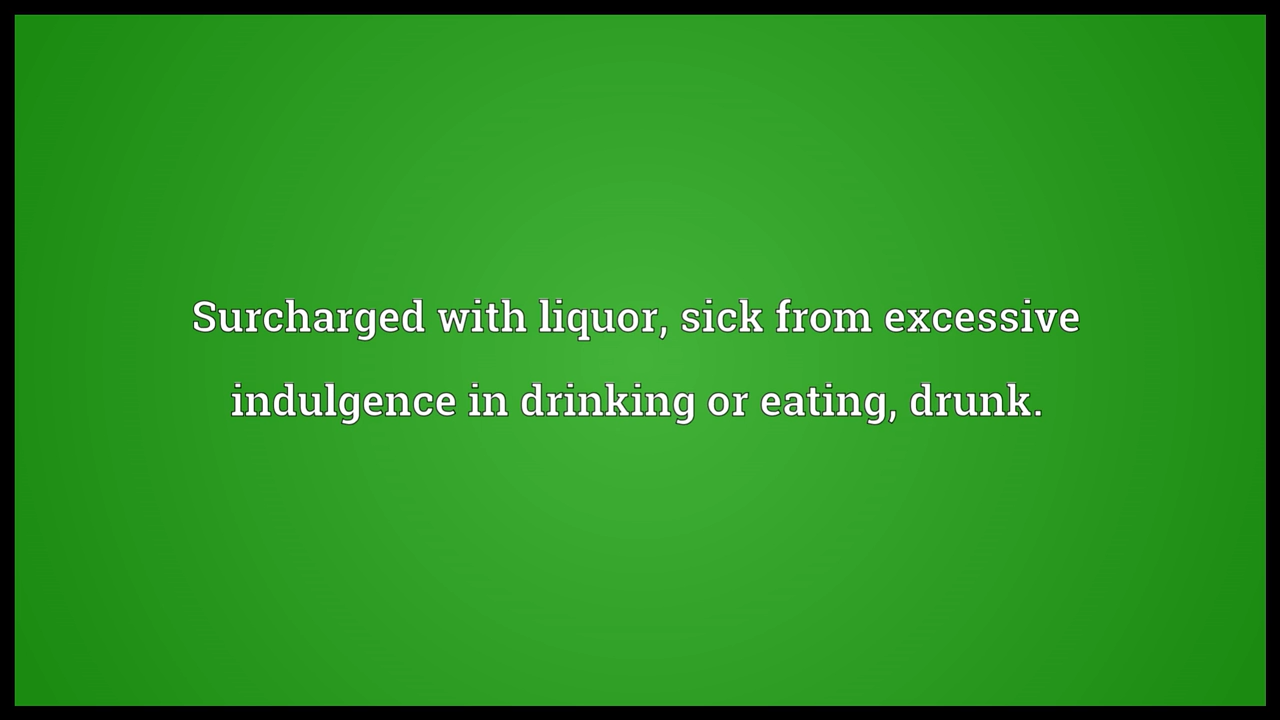 Surcharged with liquor, sick from excessive
indulgence in drinking or eating, drunk.